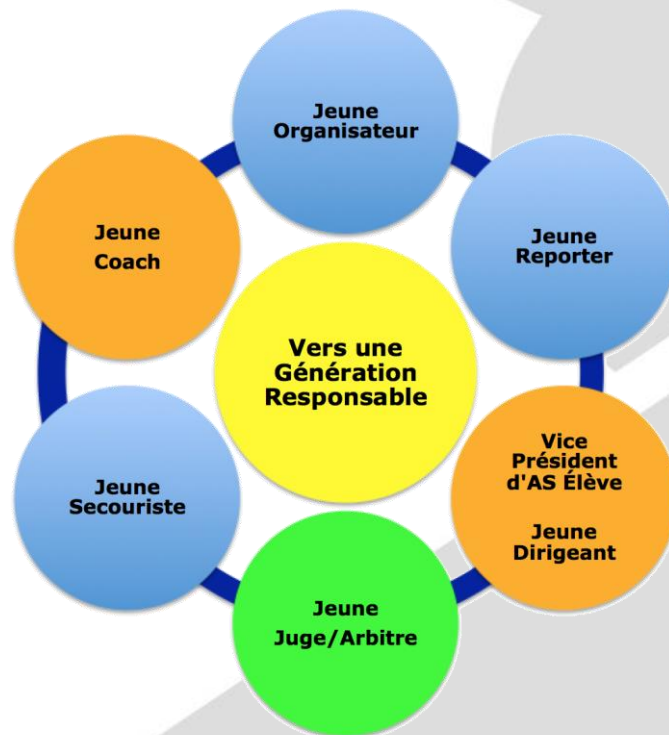 Jeune
Organisateur
Jeune
Reporter
Vice
Président
d'AS Élève
Jeune
Dirigeant
Jeune
Juge/Arbitre
Jeune
Secouriste
Jeune
Coach
Vers une
Génération
Responsable